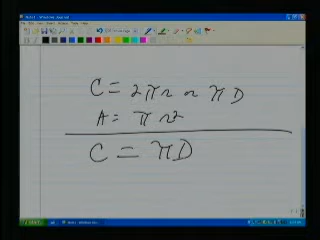 C = 2πr or πD
A = πr²
C = πD